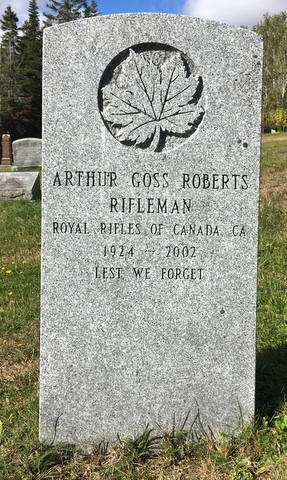 ARTHUR GOSS ROBERTS
RIFLEMAN
ROYAL RIFLES OF CANADA, CA
1924 – 2002
LEST WE FORGET